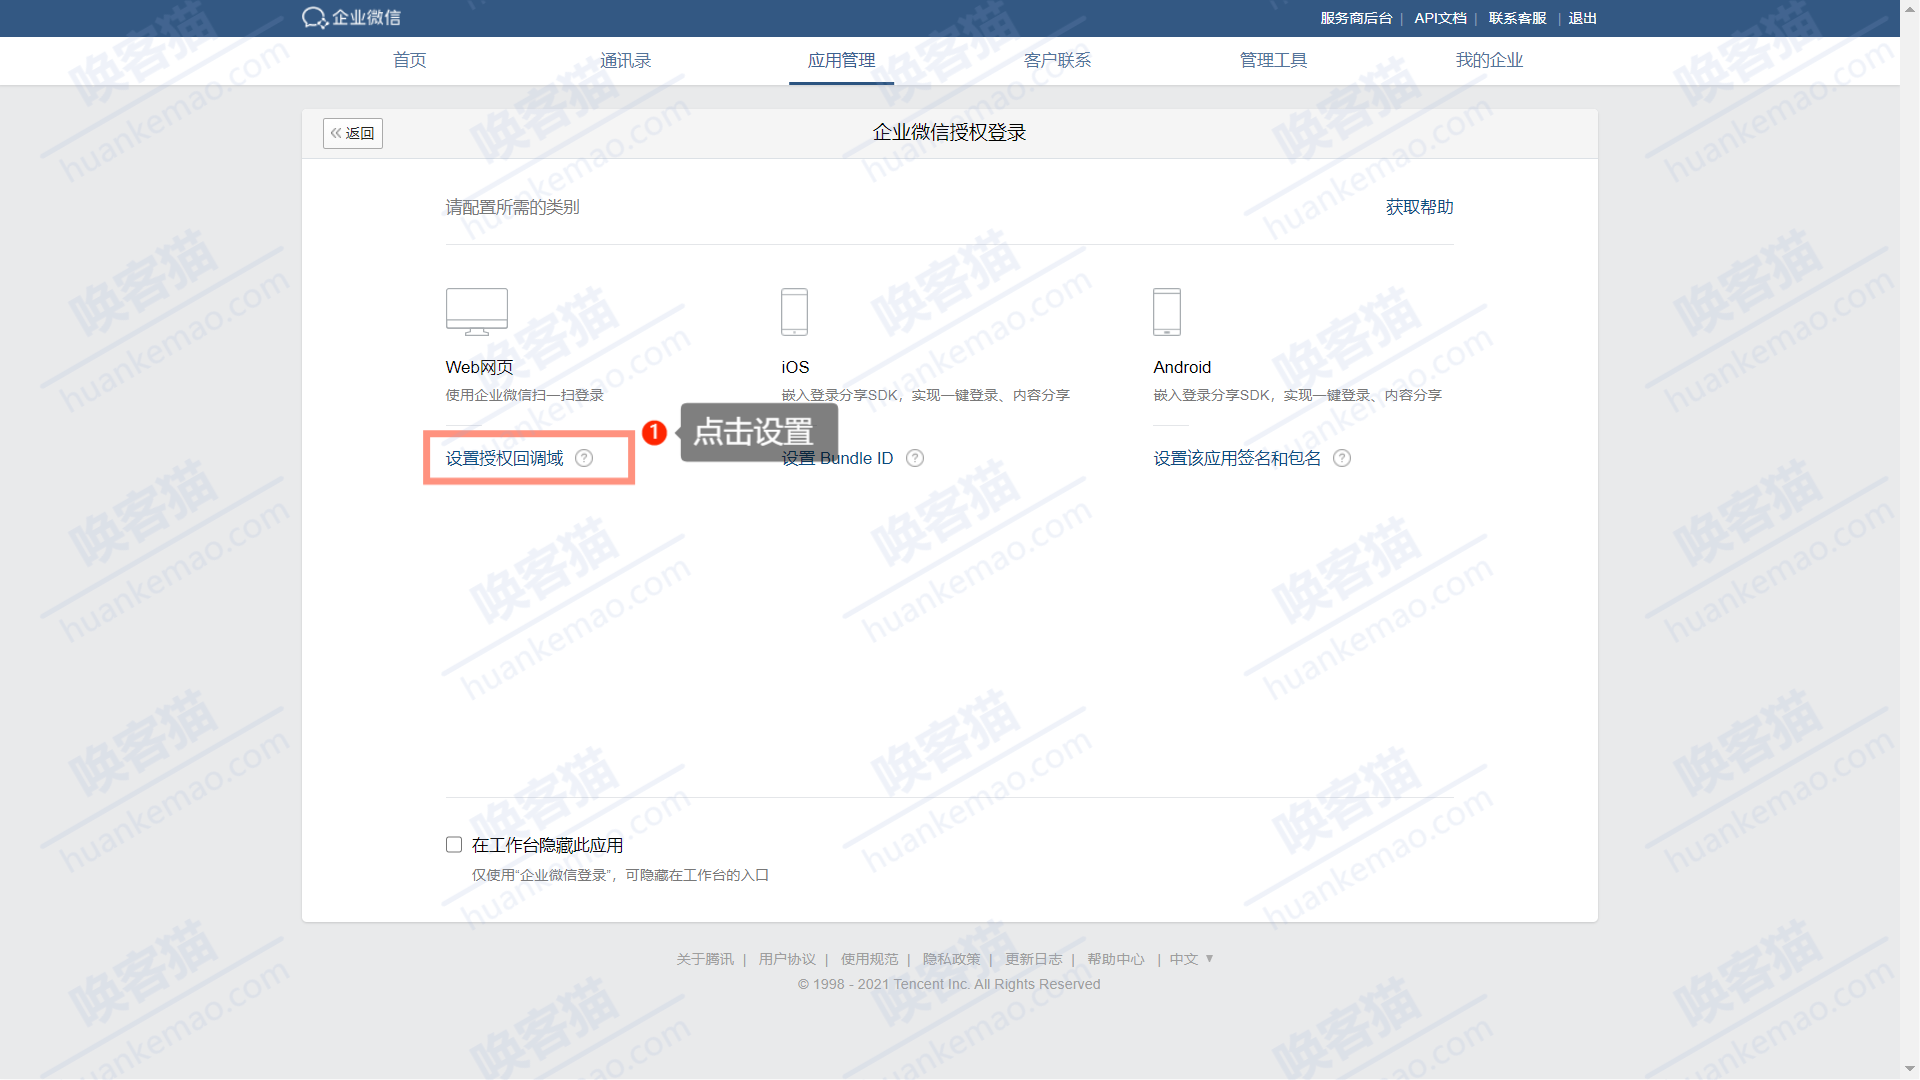 企业微信
服务商后台 | API文档 | 联系客服 | 退出
首页 通讯录 应用管理 客户联系 管理工具 我的企业
« 返回 企业微信授权登录
请配置所需的类别 获取帮助
Web网页 iOS Android
使用企业微信扫一扫登录 嵌入登录分享SDK，实现一键登录、内容分享 嵌入登录分享SDK，实现一键登录、内容分享
1 点击设置
设置授权回调域 ? 设置 Bundle ID ? 设置该应用签名和包名 ?
在工作台隐藏此应用
仅使用“企业微信登录”，可隐藏在工作台的入口
关于腾讯 | 用户协议 | 使用规范 | 隐私政策 | 更新日志 | 帮助中心 | 中文 ▼
© 1998 - 2021 Tencent Inc. All Rights Reserved
唤客猫
huankemao.com